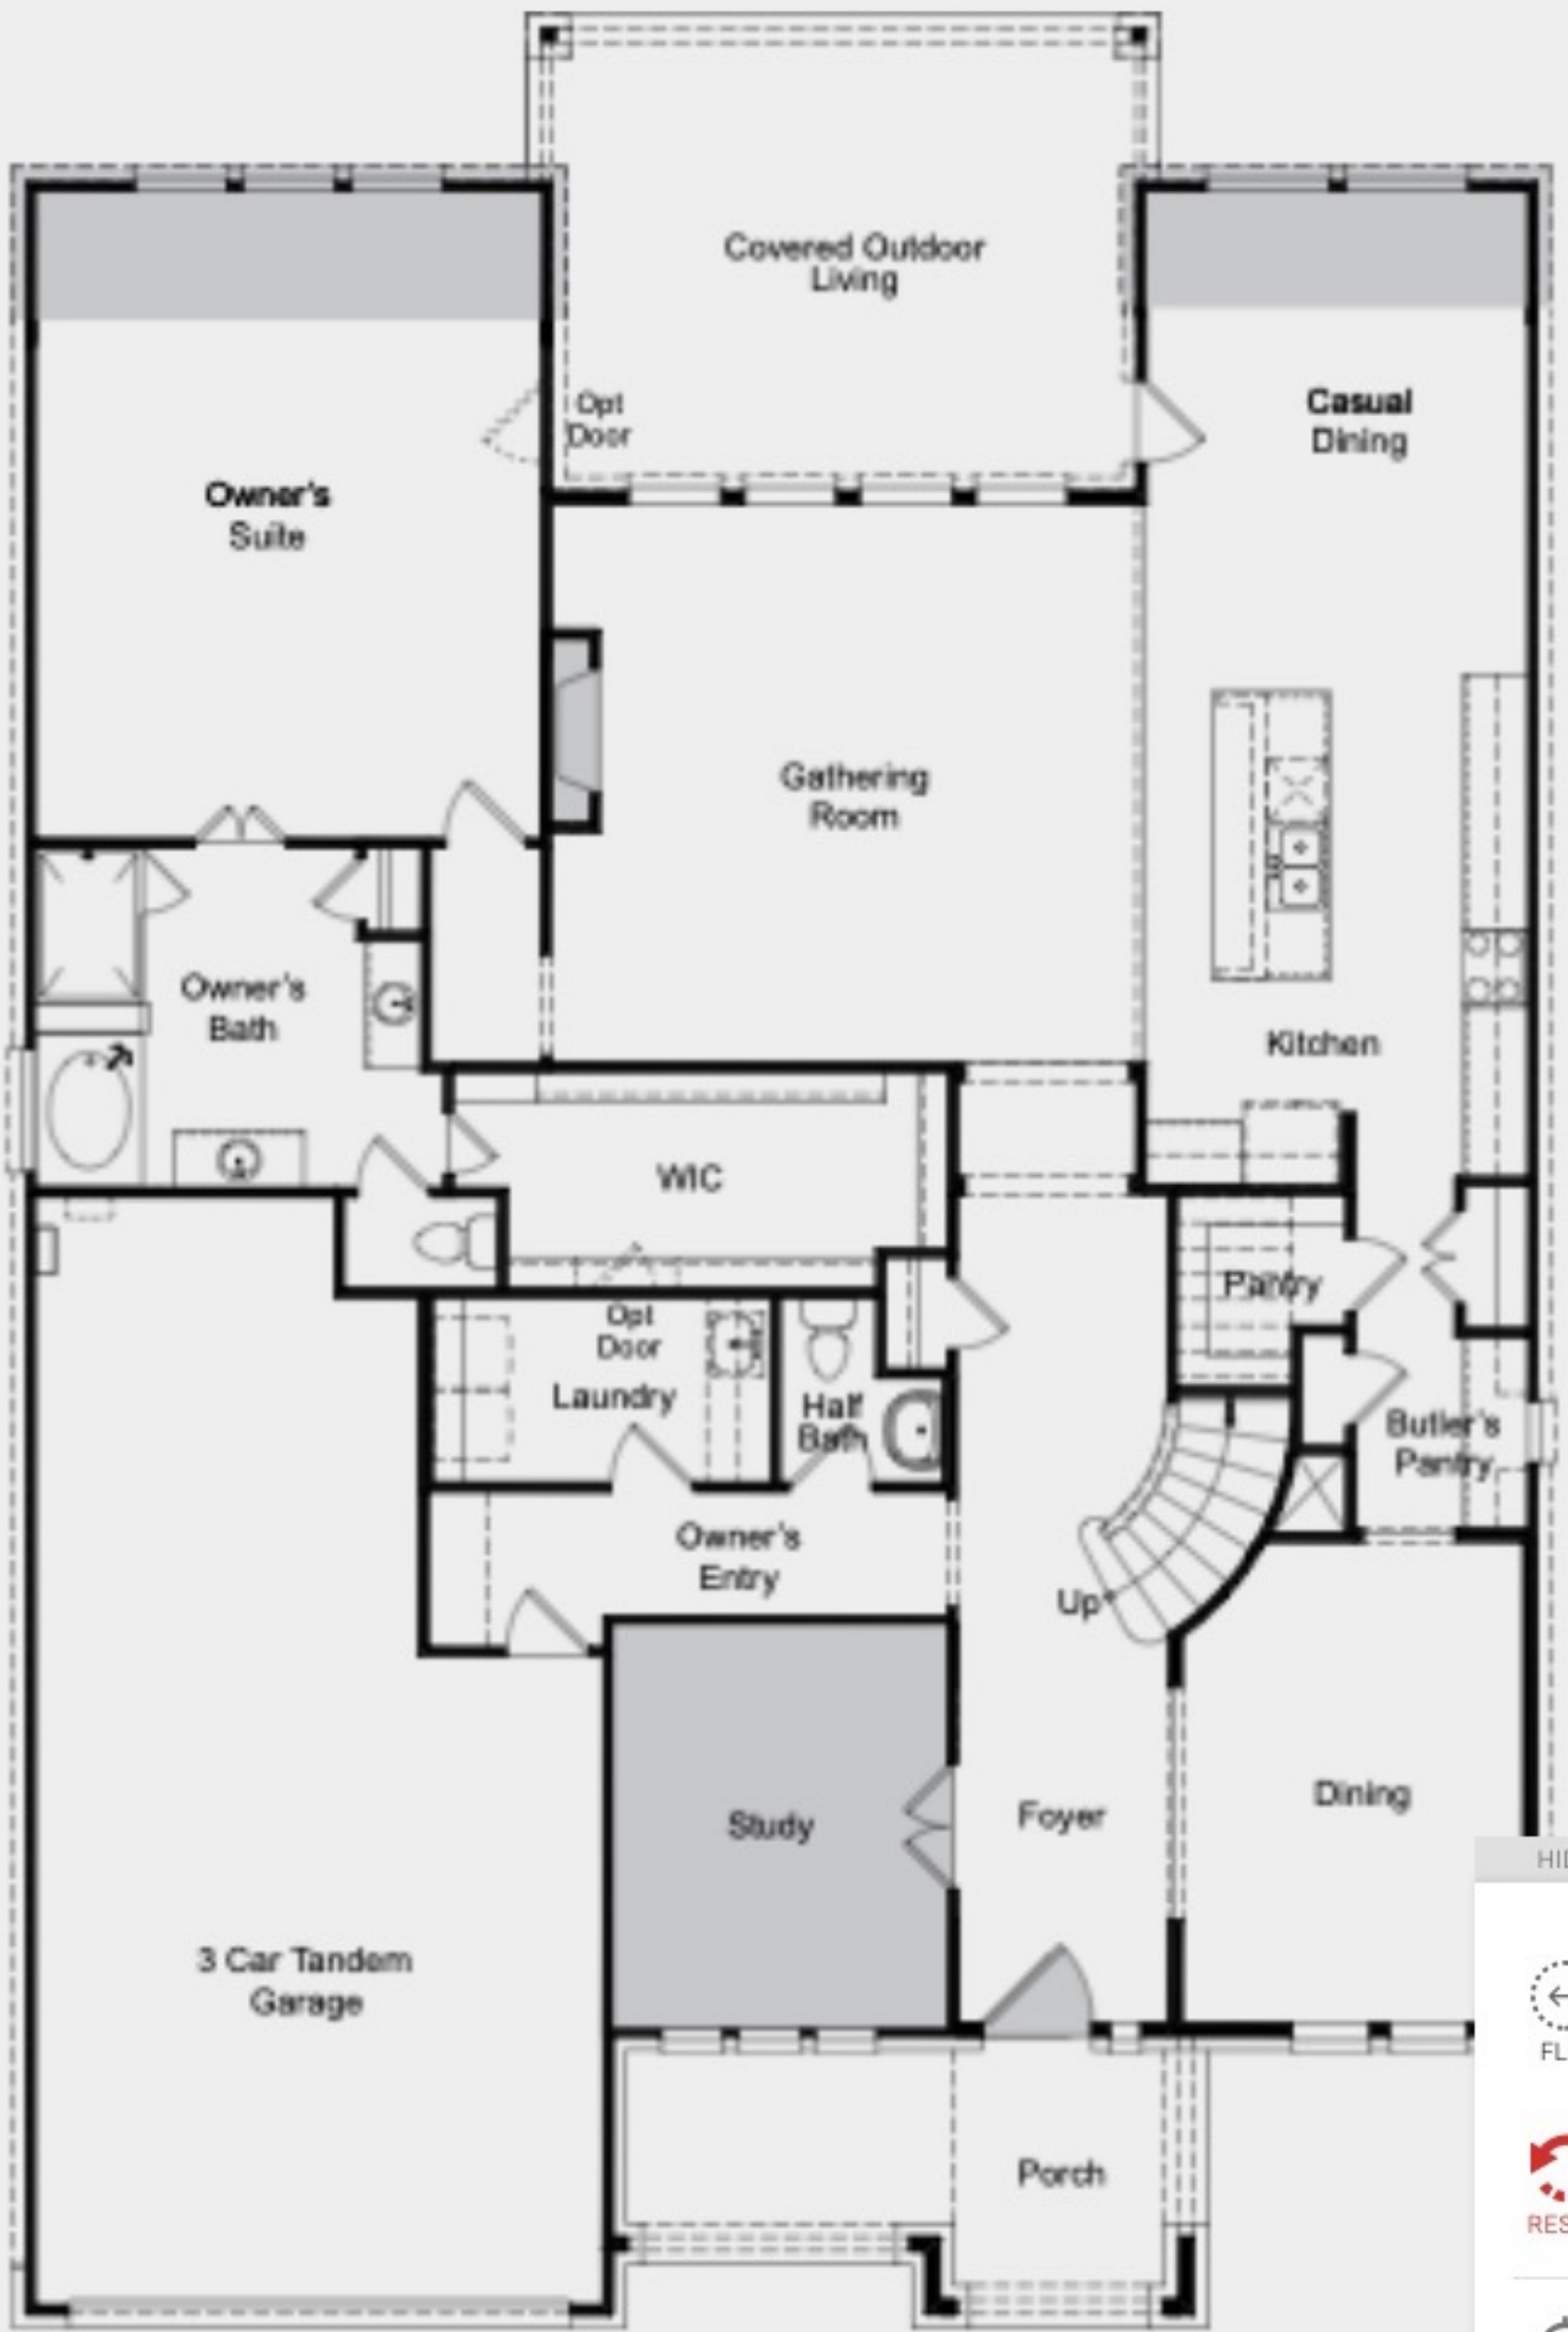 Covered Outdoor
Living
Opt
Door
Casual
Dining
Owner's
Suite
Gathering
Room
Owner's
Bath
Kitchen
WIC
Pantry
Opt
Door
Laundry
Half
Bath
Butler's
Pantry
Owner's
Entry
Up
Study
Foyer
Dining
3 Car Tandem
Garage
Porch